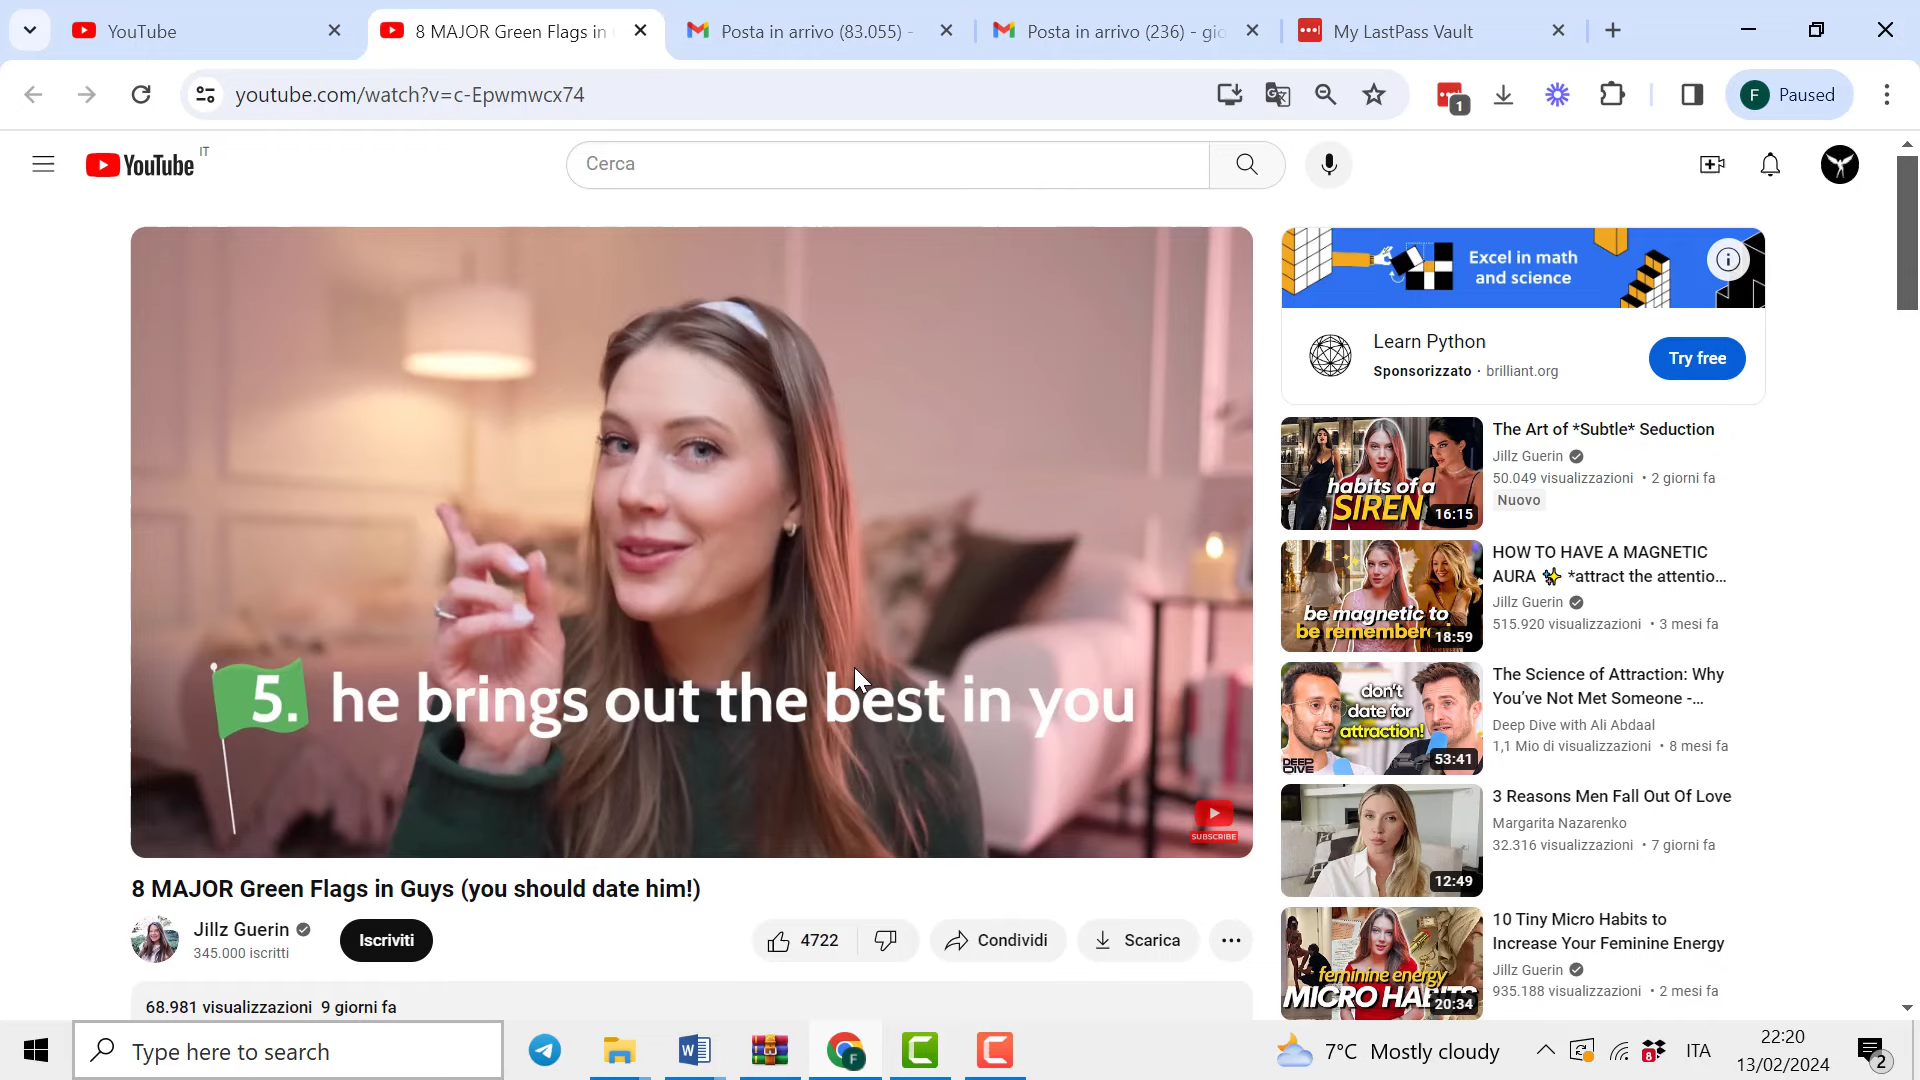 YouTube
8 MAJOR Green Flags in
Posta in arrivo (83.055) -
Posta in arrivo (236) - gio
My LastPass Vault
youtube.com/watch?v=c-Epwmwcx74
1
F Paused
YouTube IT
Cerca
5. he brings out the best in you
SUBSCRIBE
8 MAJOR Green Flags in Guys (you should date him!)
Jillz Guerin
345.000 iscritti
Iscriviti
4722
Condividi
Scarica
68.981 visualizzazioni 9 giorni fa
Excel in math
and science
Learn Python
Sponsorizzato · brilliant.org
Try free
habits of a
SIREN
16:15
The Art of *Subtle* Seduction
Jillz Guerin
50.049 visualizzazioni • 2 giorni fa
Nuovo
be magnetic to
be remembere
18:59
HOW TO HAVE A MAGNETIC
AURA ✨ *attract the attentio...
Jillz Guerin
515.920 visualizzazioni • 3 mesi fa
don't
date for
attraction!
DEEP
DIVE
53:41
The Science of Attraction: Why
You've Not Met Someone -...
Deep Dive with Ali Abdaal
1,1 Mio di visualizzazioni • 8 mesi fa
12:49
3 Reasons Men Fall Out Of Love
Margarita Nazarenko
32.316 visualizzazioni • 7 giorni fa
feminine energy
MICRO HABITS
20:34
10 Tiny Micro Habits to
Increase Your Feminine Energy
Jillz Guerin
935.188 visualizzazioni • 2 mesi fa
Type here to search
F
7°C Mostly cloudy
8
ITA
22:20
13/02/2024
2